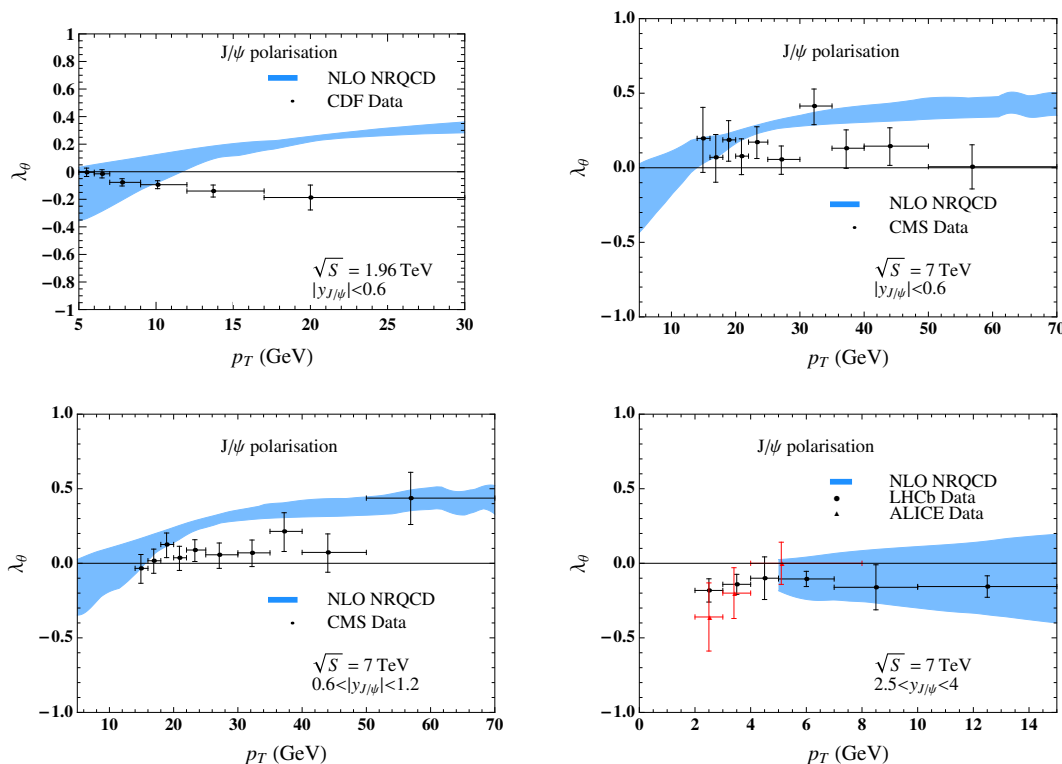 J/ψ polarisation
NLO NRQCD
CDF Data
√S = 1.96 TeV
|y_{J/ψ}|<0.6
λ_θ
1
0.8
0.6
0.4
0.2
0
−0.2
−0.4
−0.6
−0.8
−1
5 10 15 20 25 30
p_T (GeV)
J/ψ polarisation
NLO NRQCD
CMS Data
√S = 7 TeV
|y_{J/ψ}|<0.6
λ_θ
1.0
0.5
0.0
−0.5
−1.0
10 20 30 40 50 60 70
p_T (GeV)
J/ψ polarisation
NLO NRQCD
CMS Data
√S = 7 TeV
0.6<|y_{J/ψ}|<1.2
λ_θ
1.0
0.5
0.0
−0.5
−1.0
10 20 30 40 50 60 70
p_T (GeV)
J/ψ polarisation
NLO NRQCD
LHCb Data
ALICE Data
√S = 7 TeV
2.5<y_{J/ψ}<4
λ_θ
1.0
0.5
0.0
−0.5
−1.0
0 2 4 6 8 10 12 14
p_T (GeV)